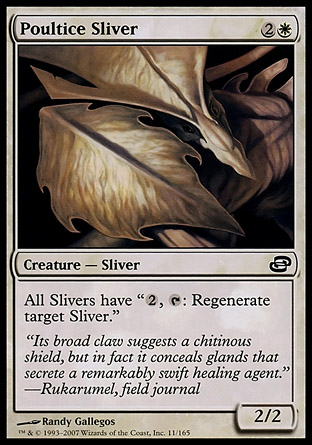 Poultice Sliver 2
Creature — Sliver
All Slivers have “2, : Regenerate
target Sliver.”
“Its broad claw suggests a chitinous
shield, but in fact it conceals glands that
secrete a remarkably swift healing agent.”
—Rukarumel, field journal
Randy Gallegos
™ & © 1993–2007 Wizards of the Coast, Inc. 11/165
2/2